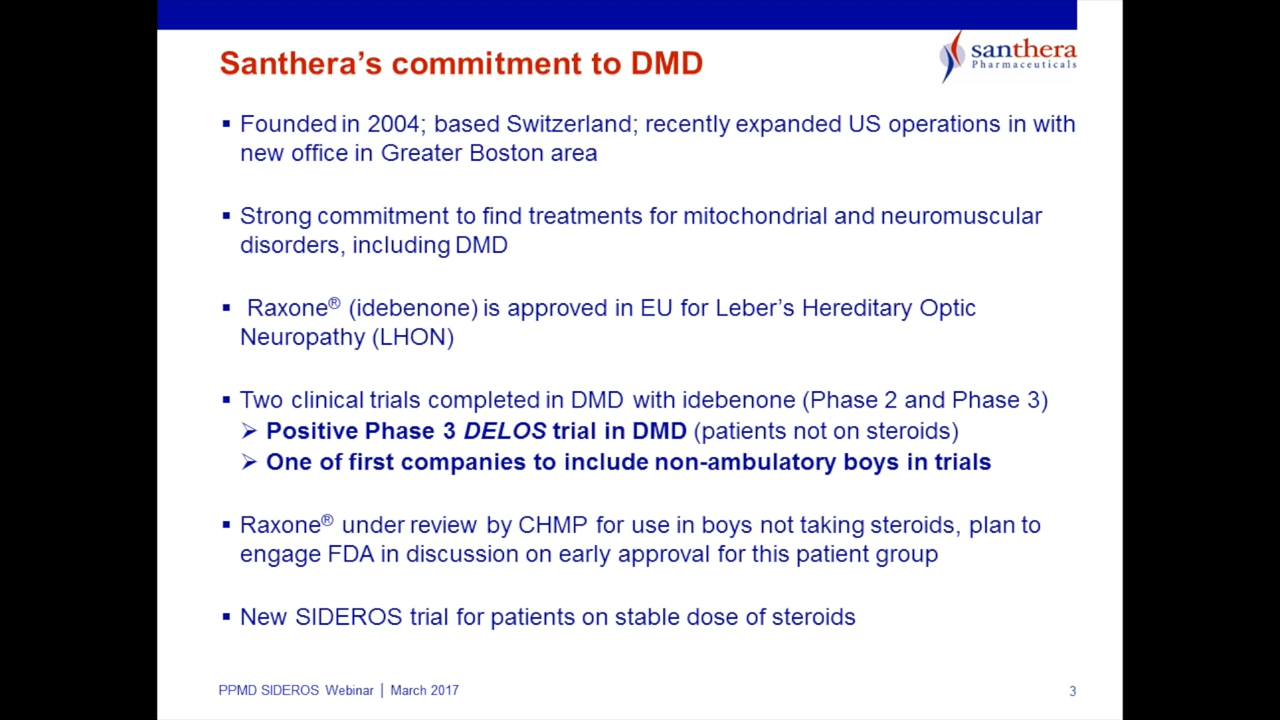 Santhera’s commitment to DMD
santhera
Pharmaceuticals
▪ Founded in 2004; based Switzerland; recently expanded US operations in with
new office in Greater Boston area
▪ Strong commitment to find treatments for mitochondrial and neuromuscular
disorders, including DMD
▪ Raxone® (idebenone) is approved in EU for Leber’s Hereditary Optic
Neuropathy (LHON)
▪ Two clinical trials completed in DMD with idebenone (Phase 2 and Phase 3)
➢ Positive Phase 3 DELOS trial in DMD (patients not on steroids)
➢ One of first companies to include non-ambulatory boys in trials
▪ Raxone® under review by CHMP for use in boys not taking steroids, plan to
engage FDA in discussion on early approval for this patient group
▪ New SIDEROS trial for patients on stable dose of steroids
PPMD SIDEROS Webinar | March 2017
3